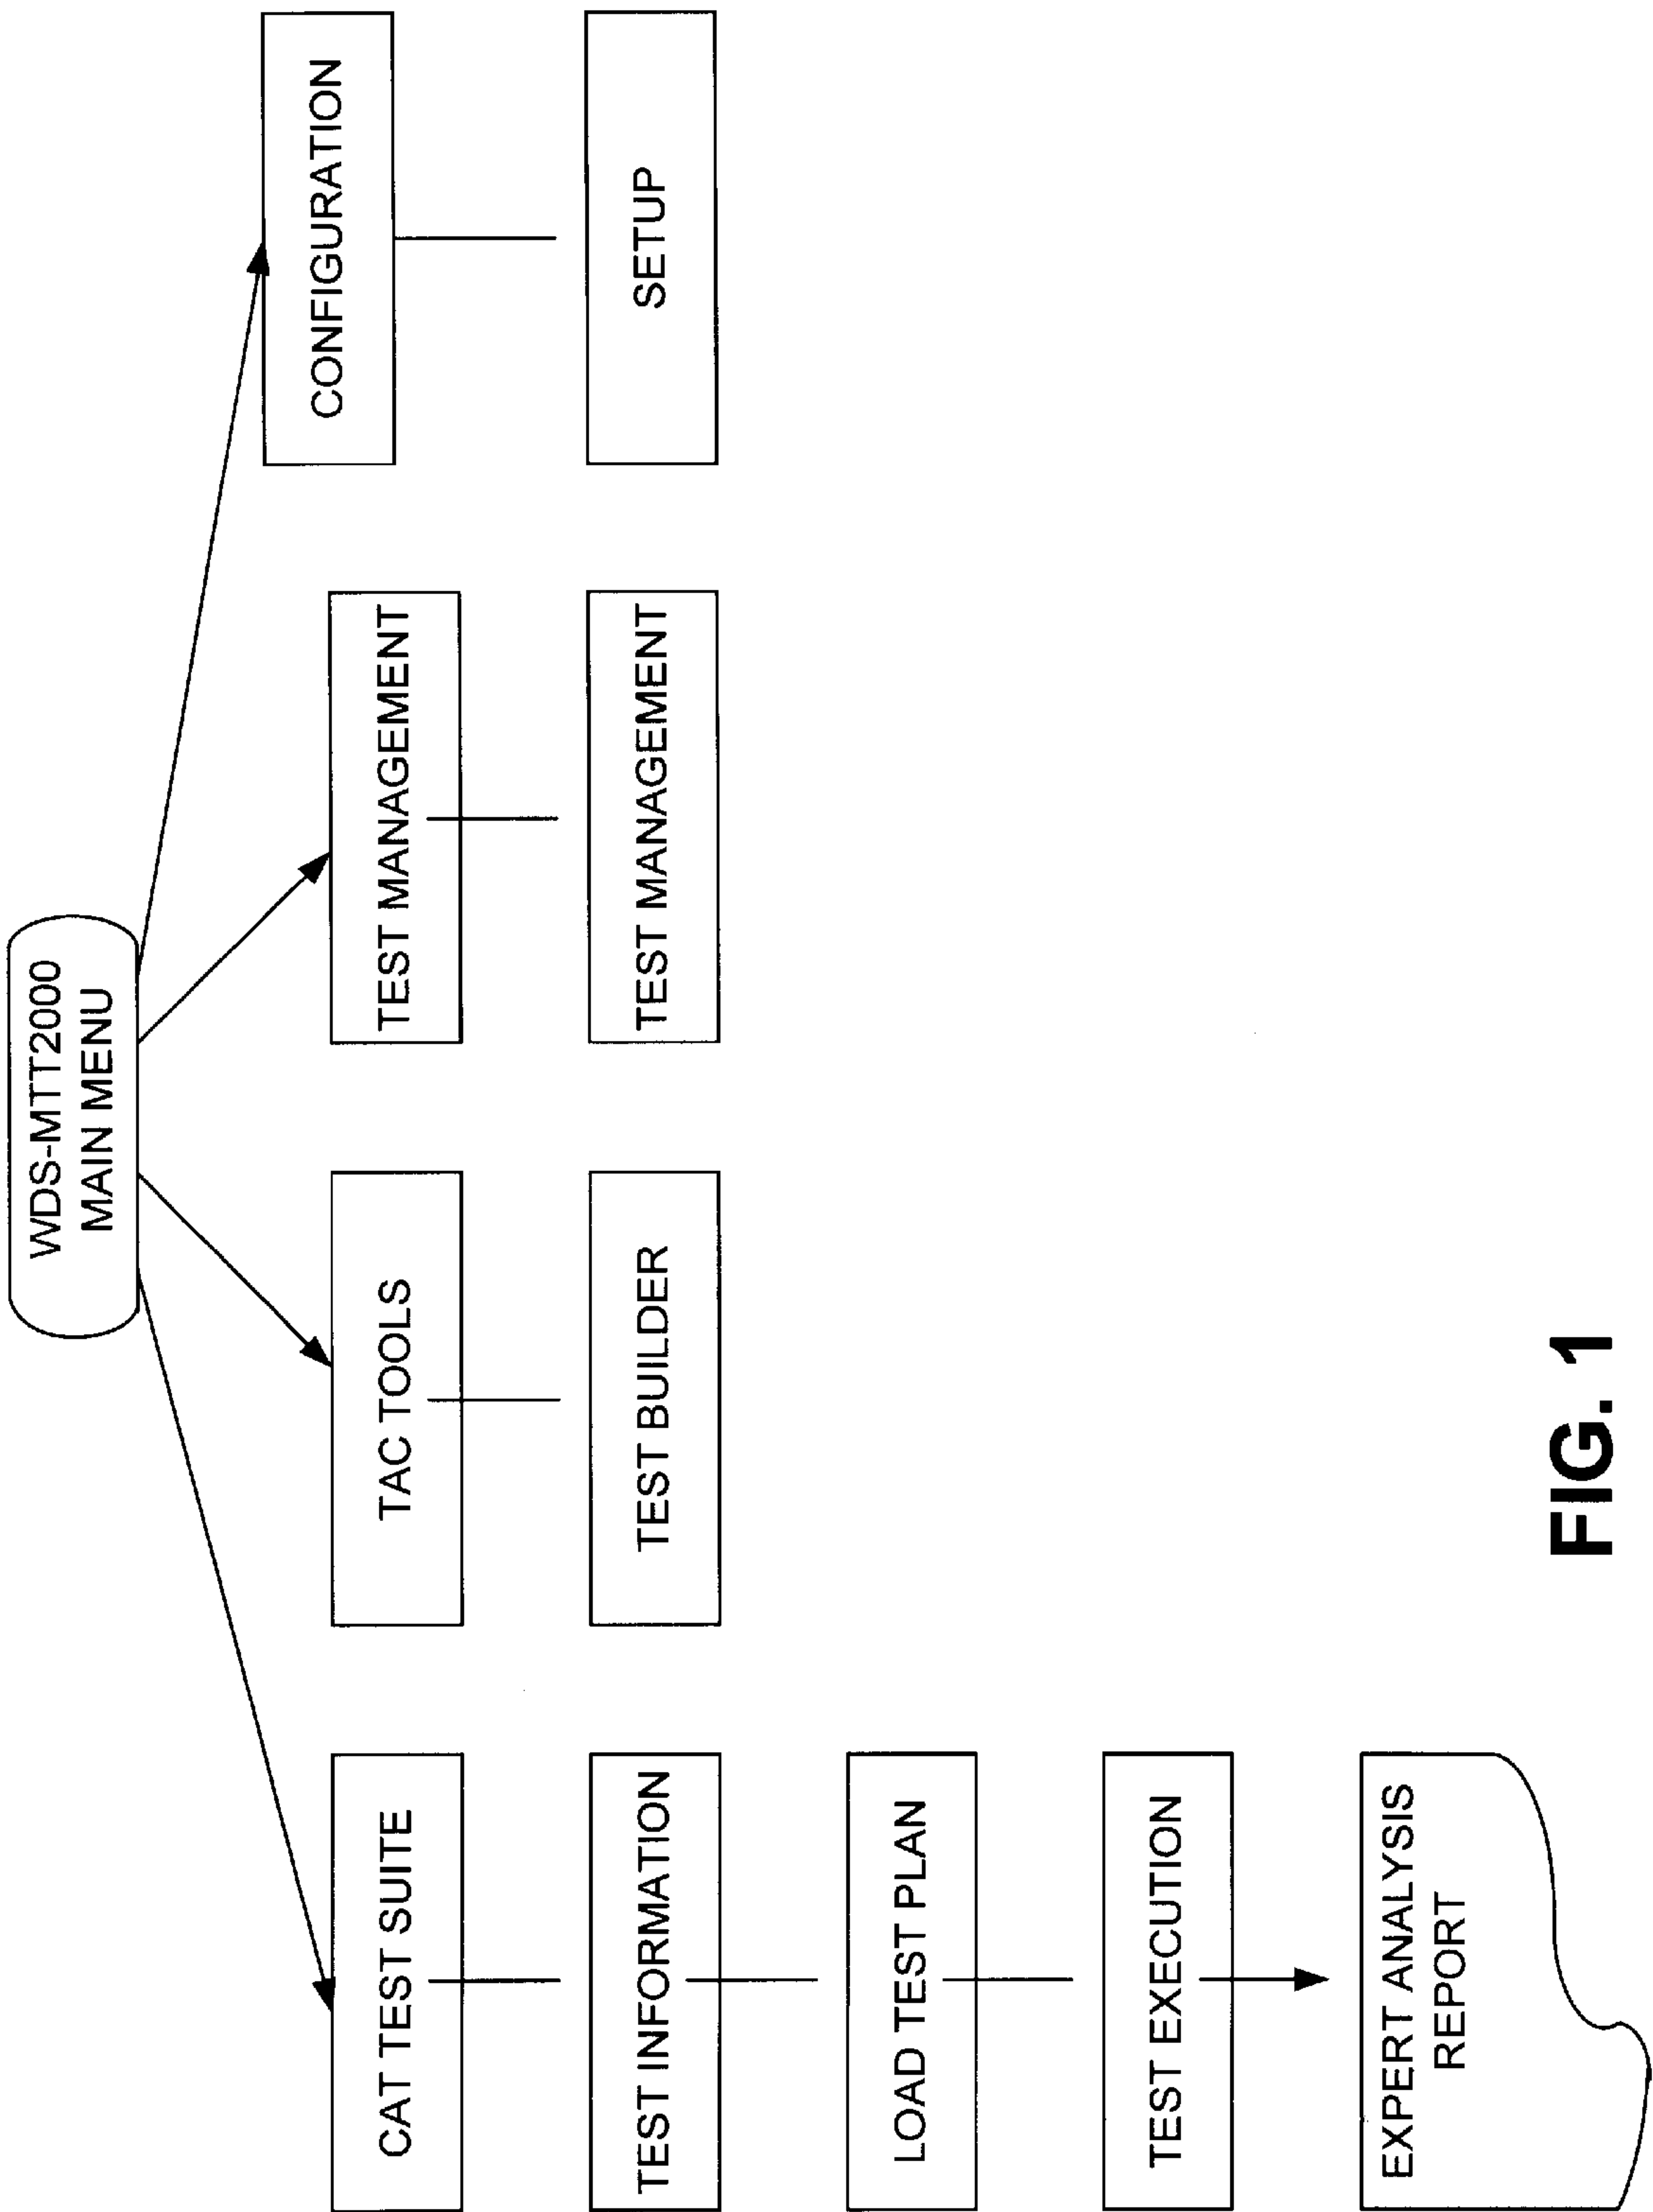 WDS-MTT2000
MAIN MENU
CAT TEST SUITE
TAC TOOLS
TEST MANAGEMENT
CONFIGURATION
TEST INFORMATION
TEST BUILDER
TEST MANAGEMENT
SETUP
LOAD TEST PLAN
TEST EXECUTION
EXPERT ANALYSIS
REPORT
FIG. 1